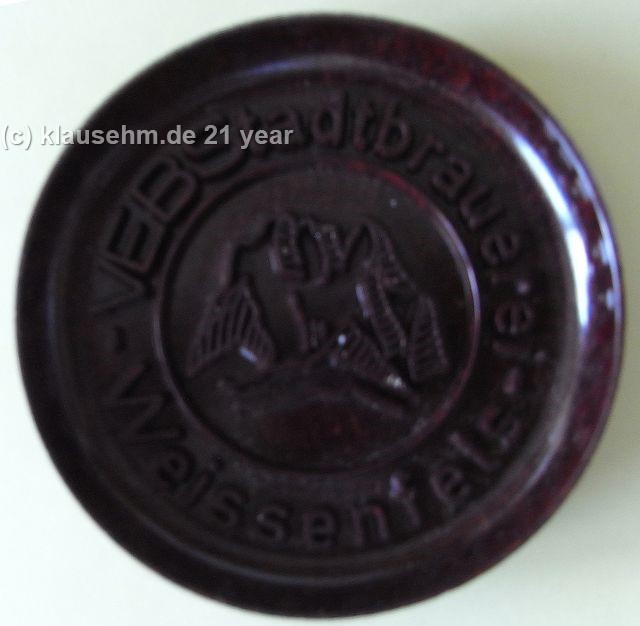 (c) klausehm.de 21 year
VEB Stadtbrauerei
- Weissenfels -